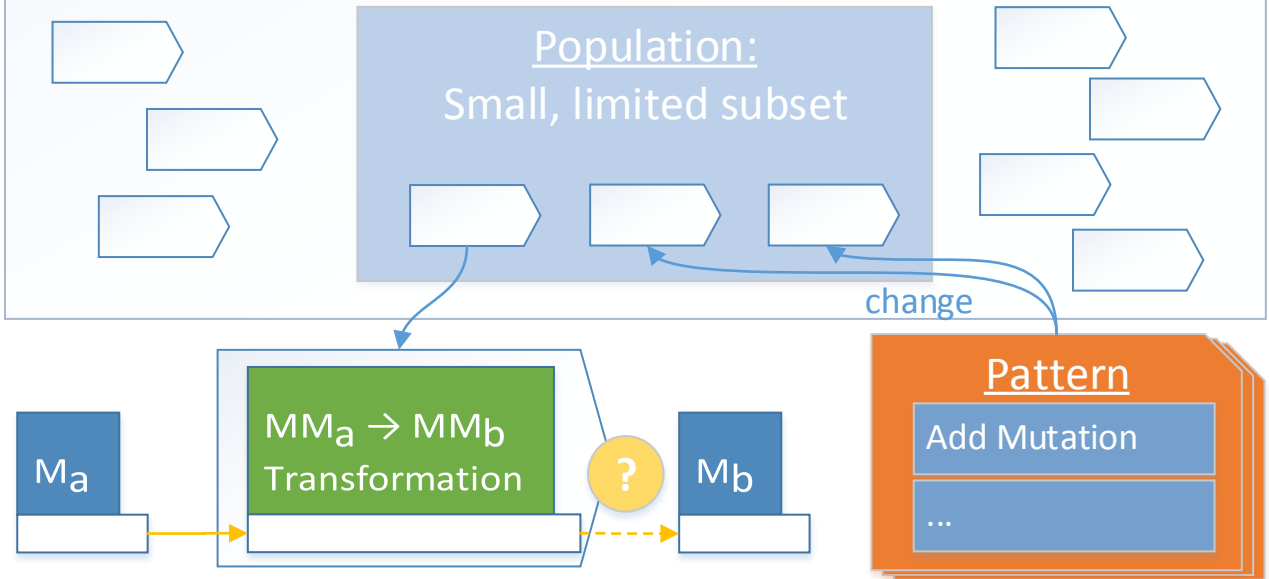 Population:
Small, limited subset
change
Pattern
Add Mutation
...
MMa → MMb
Transformation
?
Ma
Mb